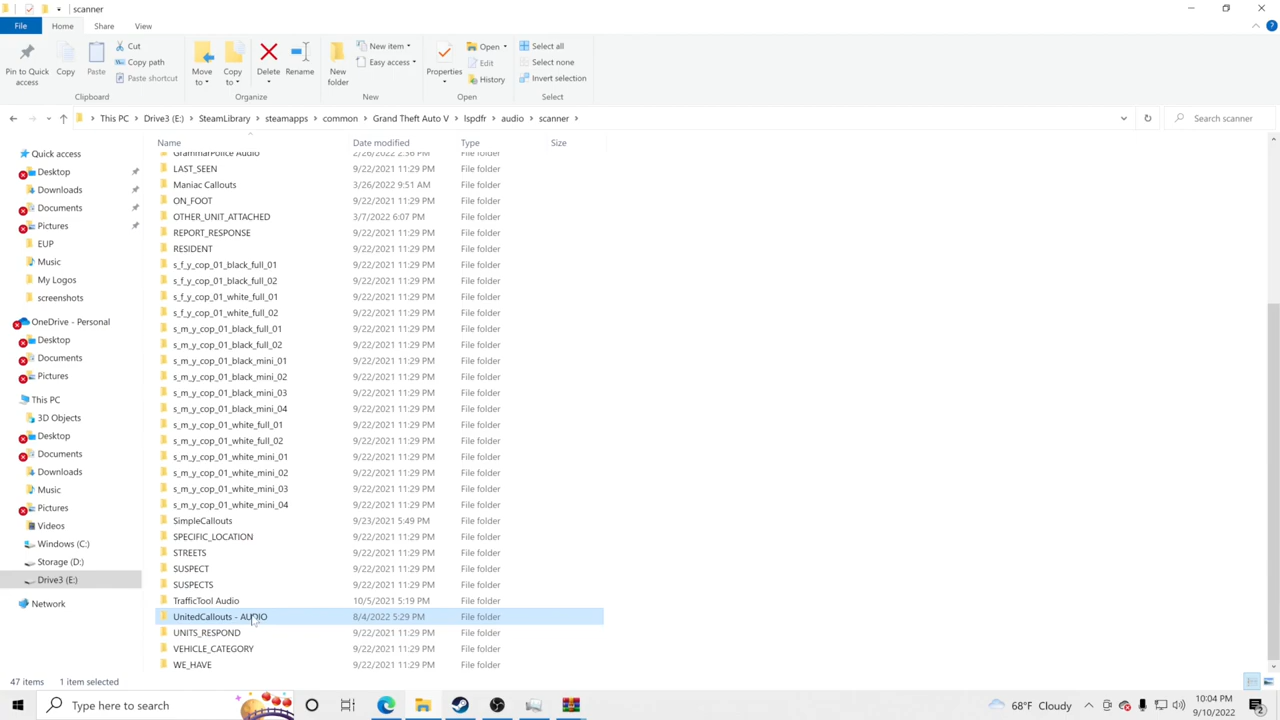 scanner
File Home Share View
Pin to Quick access
Copy
Paste
Cut
Copy path
Paste shortcut
Clipboard
Move to
Copy to
Delete
Rename
Organize
New folder
New item
Easy access
New
Properties
Open
Edit
History
Open
Select all
Select none
Invert selection
Select
This PC > Drive3 (E:) > SteamLibrary > steamapps > common > Grand Theft Auto V > lspdfr > audio > scanner >
Search scanner
Name Date modified Type Size
Quick access
Desktop
Downloads
Documents
Pictures
EUP
Music
My Logos
screenshots
OneDrive - Personal
Desktop
Documents
Pictures
This PC
3D Objects
Desktop
Documents
Downloads
Music
Pictures
Videos
Windows (C:)
Storage (D:)
Drive3 (E:)
Network
GrammarPolice Audio 2/26/2022 2:36 PM File folder
LAST_SEEN 9/22/2021 11:29 PM File folder
Maniac Callouts 3/26/2022 9:51 AM File folder
ON_FOOT 9/22/2021 11:29 PM File folder
OTHER_UNIT_ATTACHED 3/7/2022 6:07 PM File folder
REPORT_RESPONSE 9/22/2021 11:29 PM File folder
RESIDENT 9/22/2021 11:29 PM File folder
s_f_y_cop_01_black_full_01 9/22/2021 11:29 PM File folder
s_f_y_cop_01_black_full_02 9/22/2021 11:29 PM File folder
s_f_y_cop_01_white_full_01 9/22/2021 11:29 PM File folder
s_f_y_cop_01_white_full_02 9/22/2021 11:29 PM File folder
s_m_y_cop_01_black_full_01 9/22/2021 11:29 PM File folder
s_m_y_cop_01_black_full_02 9/22/2021 11:29 PM File folder
s_m_y_cop_01_black_mini_01 9/22/2021 11:29 PM File folder
s_m_y_cop_01_black_mini_02 9/22/2021 11:29 PM File folder
s_m_y_cop_01_black_mini_03 9/22/2021 11:29 PM File folder
s_m_y_cop_01_black_mini_04 9/22/2021 11:29 PM File folder
s_m_y_cop_01_white_full_01 9/22/2021 11:29 PM File folder
s_m_y_cop_01_white_full_02 9/22/2021 11:29 PM File folder
s_m_y_cop_01_white_mini_01 9/22/2021 11:29 PM File folder
s_m_y_cop_01_white_mini_02 9/22/2021 11:29 PM File folder
s_m_y_cop_01_white_mini_03 9/22/2021 11:29 PM File folder
s_m_y_cop_01_white_mini_04 9/22/2021 11:29 PM File folder
SimpleCallouts 9/23/2021 5:49 PM File folder
SPECIFIC_LOCATION 9/22/2021 11:29 PM File folder
STREETS 9/22/2021 11:29 PM File folder
SUSPECT 9/22/2021 11:29 PM File folder
SUSPECTS 9/22/2021 11:29 PM File folder
TrafficTool Audio 10/5/2021 5:19 PM File folder
UnitedCallouts - AUDIO 8/4/2022 5:29 PM File folder
UNITS_RESPOND 9/22/2021 11:29 PM File folder
VEHICLE_CATEGORY 9/22/2021 11:29 PM File folder
WE_HAVE 9/22/2021 11:29 PM File folder
47 items 1 item selected
Type here to search
68°F Cloudy
10:04 PM
9/10/2022
2